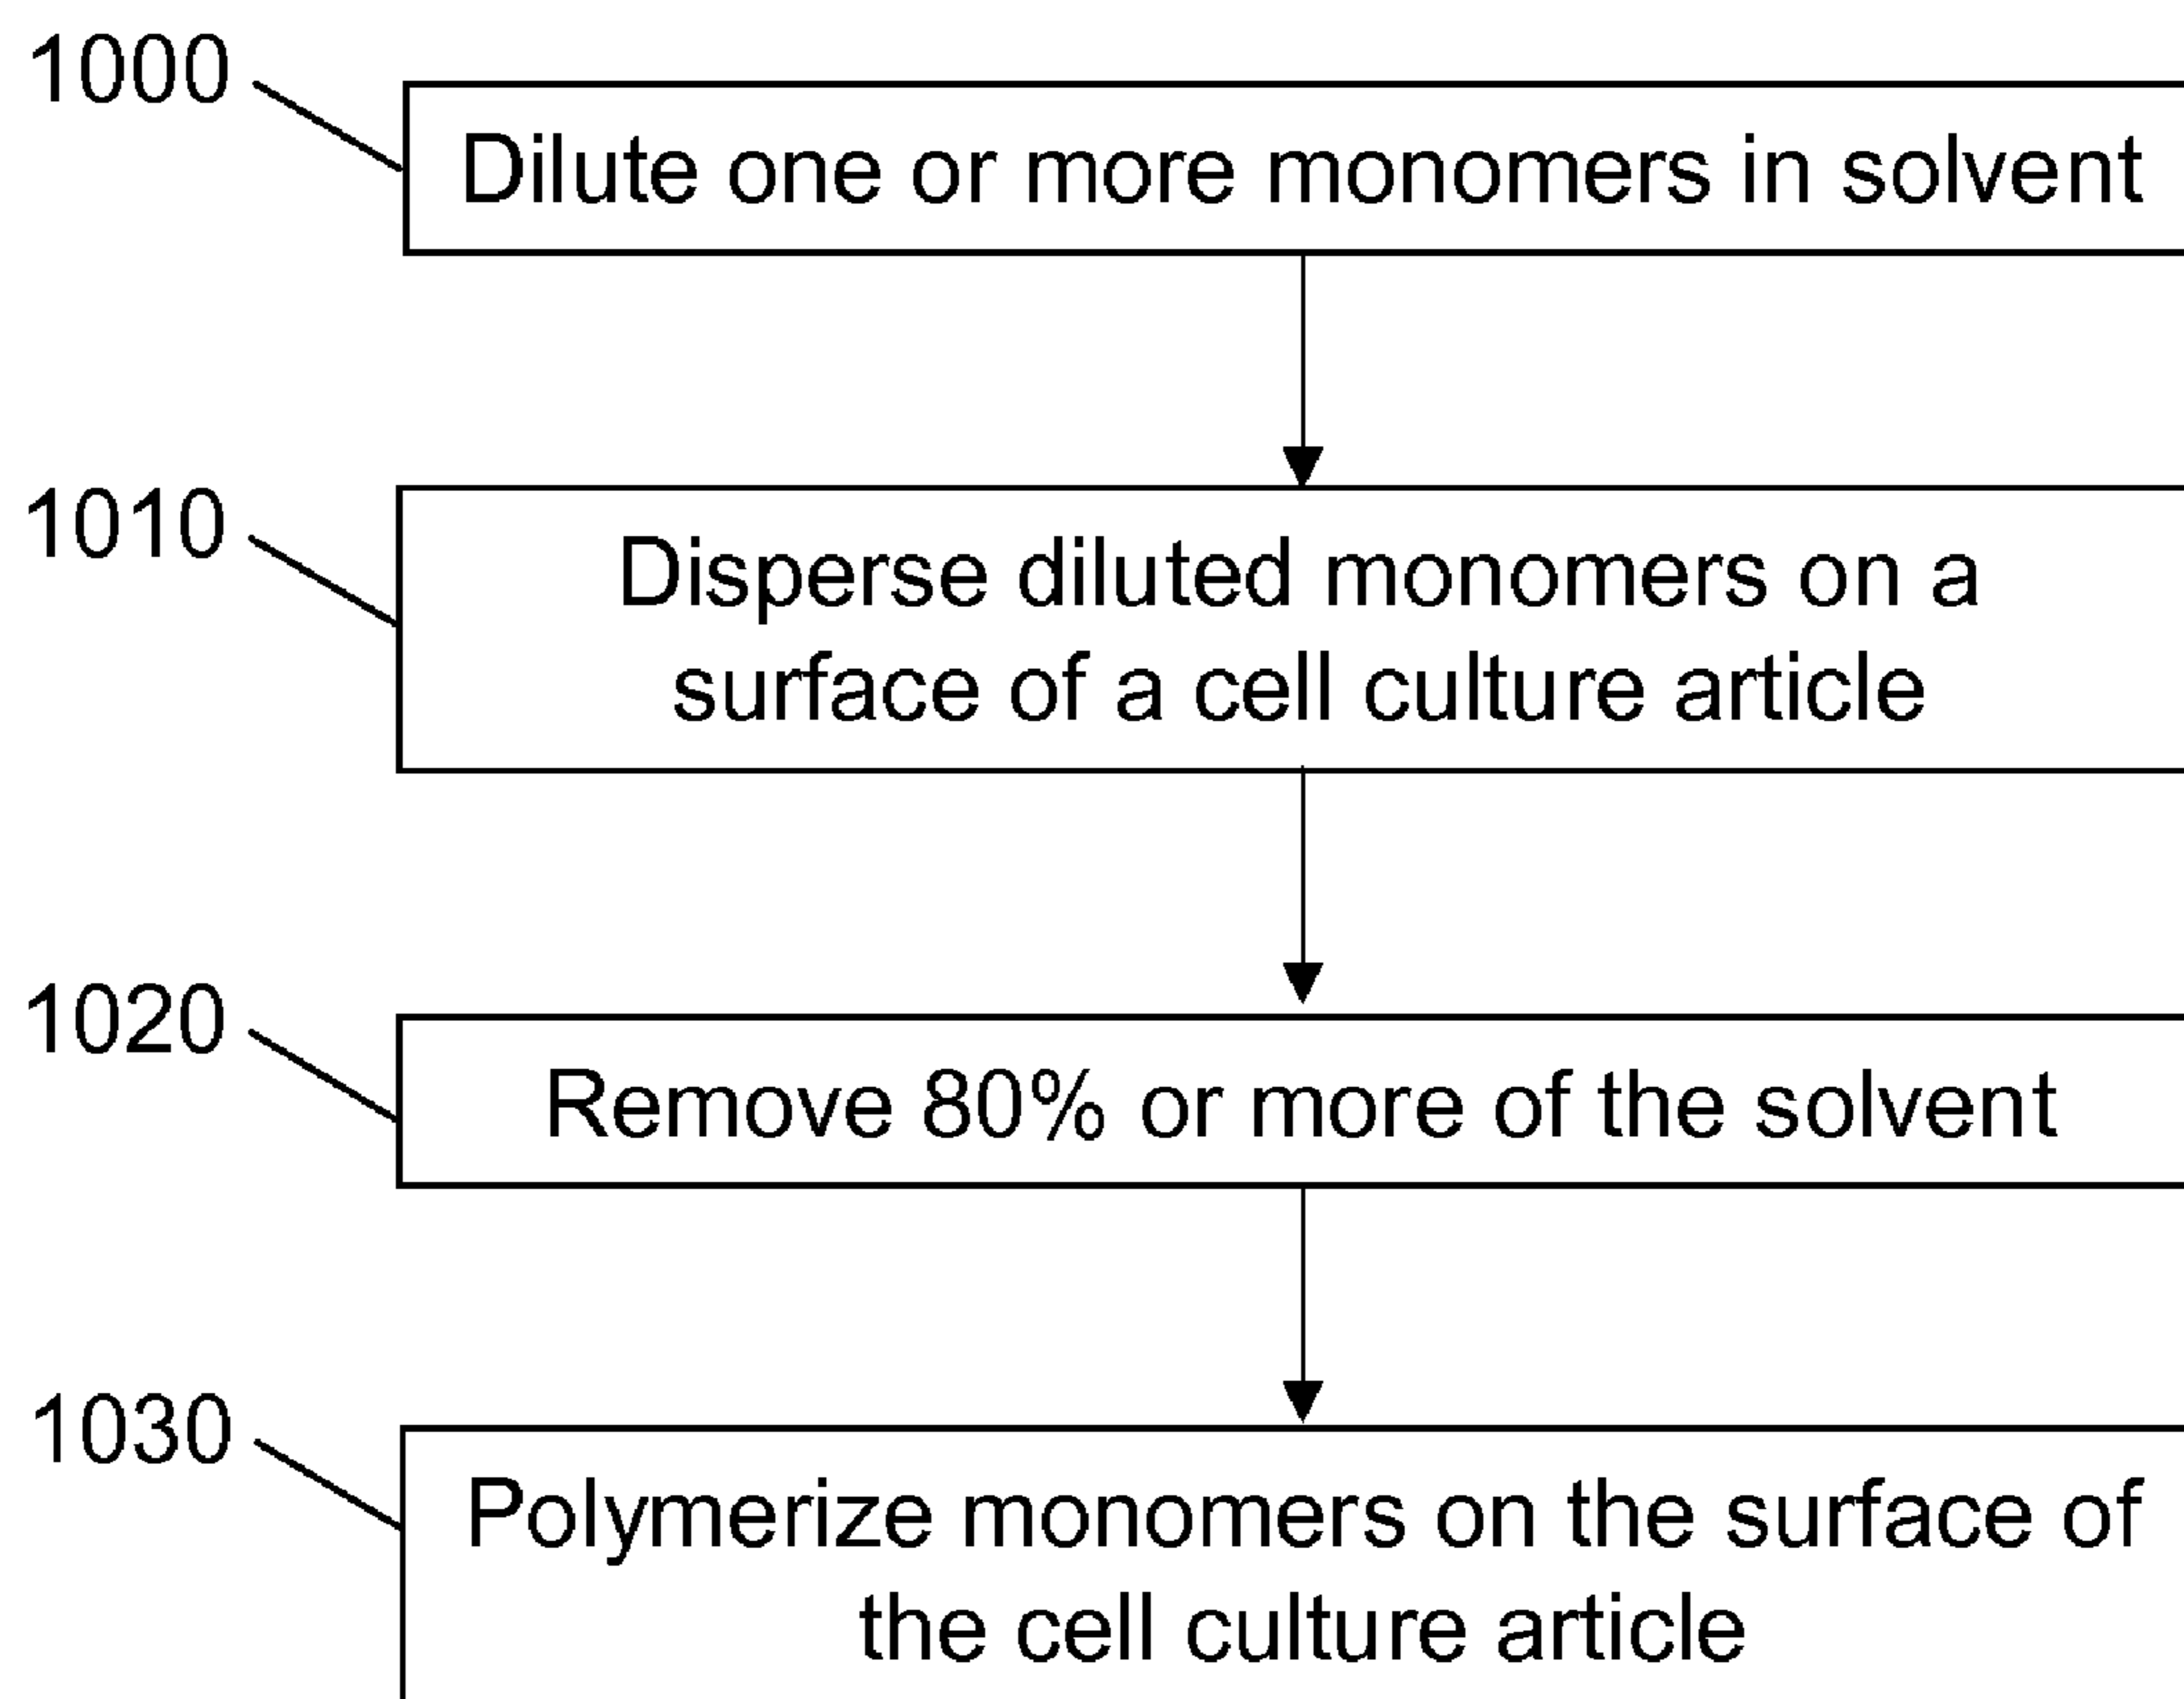 1000
Dilute one or more monomers in solvent
1010
Disperse diluted monomers on a
surface of a cell culture article
1020
Remove 80% or more of the solvent
1030
Polymerize monomers on the surface of
the cell culture article